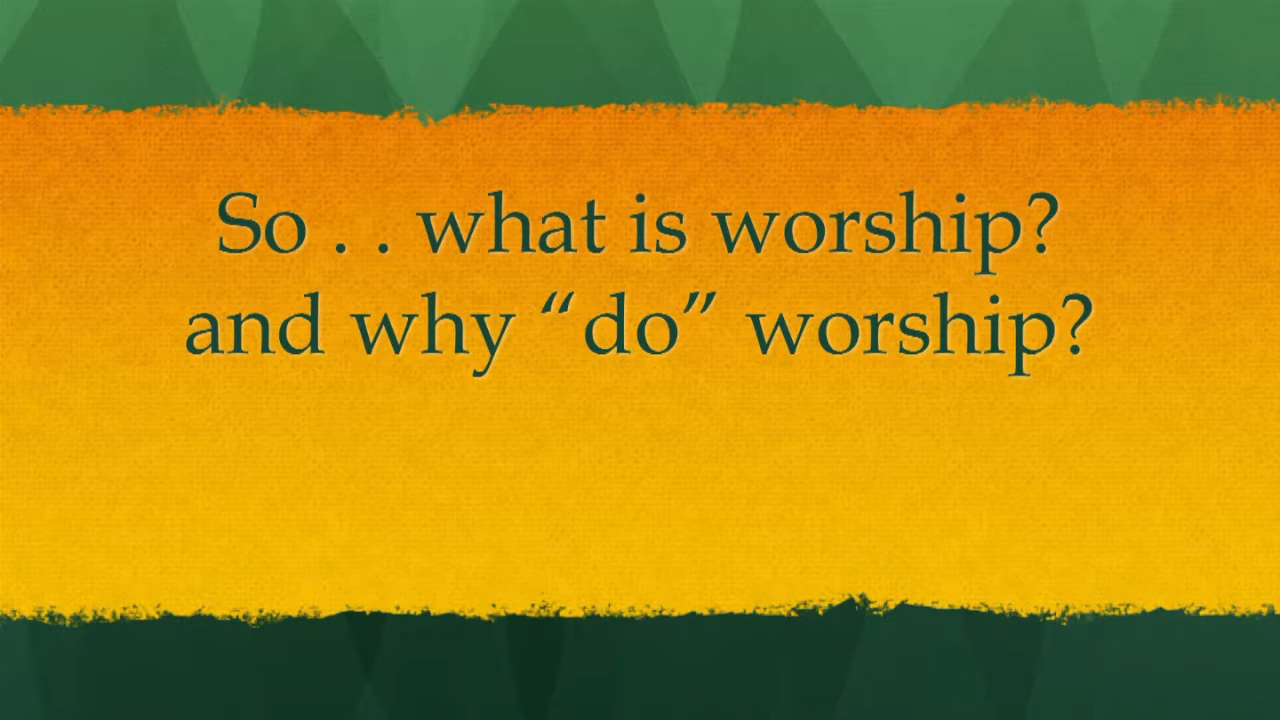 So . . what is worship?
and why “do” worship?